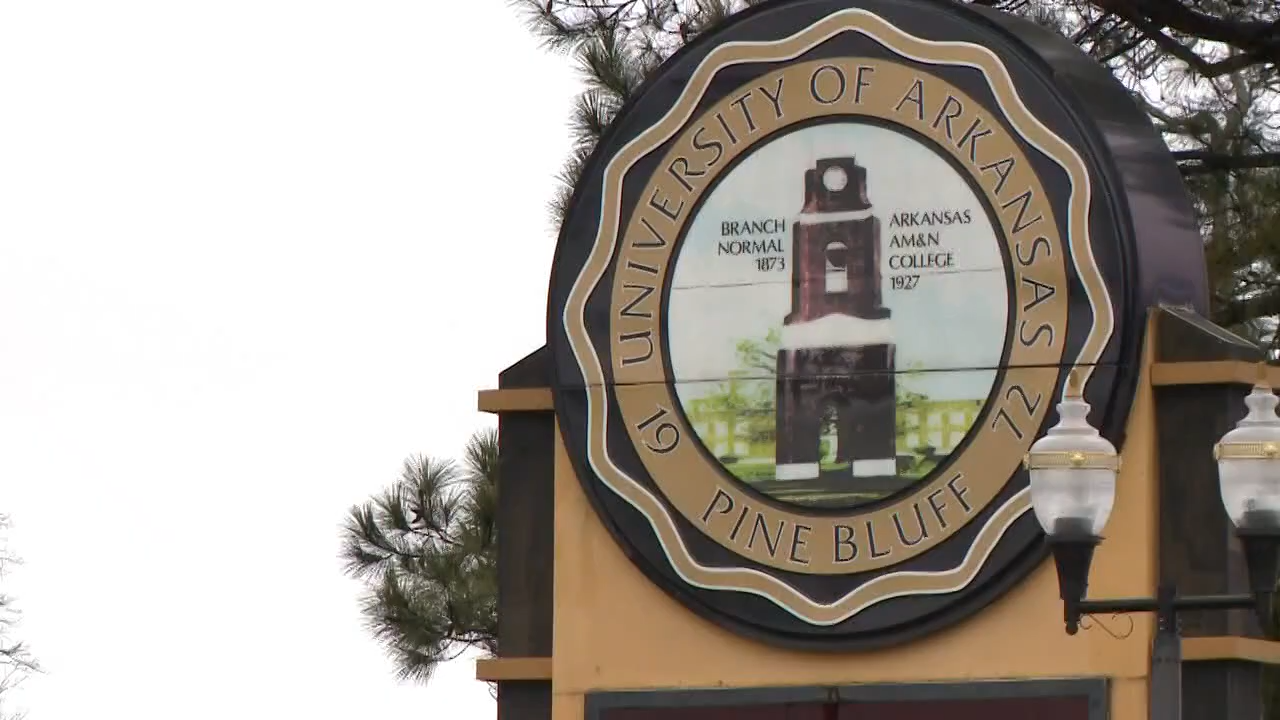 UNIVERSITY OF ARKANSAS
BRANCH
NORMAL
1873
ARKANSAS
AM&N
COLLEGE
1927
19 72
PINE BLUFF